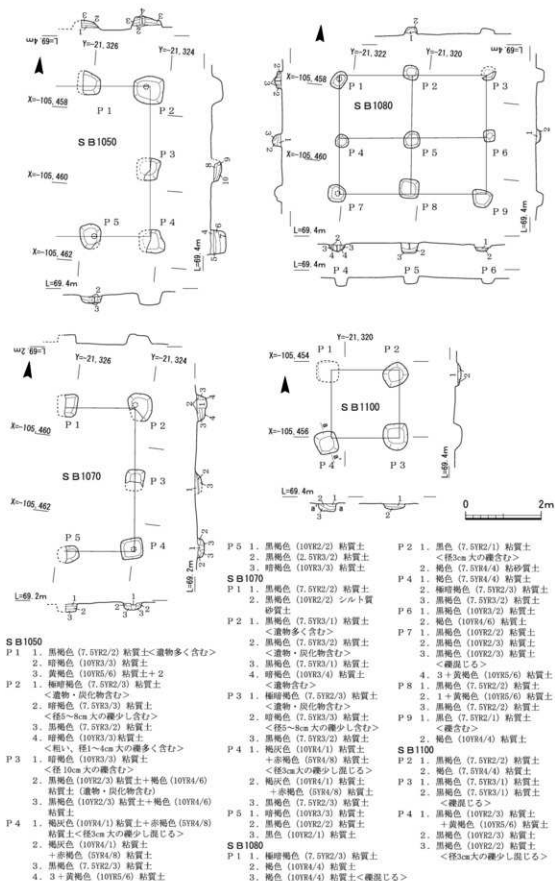 L=69.4m
Y=-21,326
Y=-21,324
X=-105,458
P1
P2
SB1050
P3
X=-105,460
P5
P4
X=-105,462
L=69.4m
L=69.4m
Y=-21,322
Y=-21,320
L=69.4m
X=-105,458
P1
P2
P3
SB1080
P4
P5
P6
X=-105,460
P7
P8
P9
L=69.4m
L=69.4m
P4
P5
P6
L=69.2m
Y=-21,326
Y=-21,324
P1
P2
X=-105,460
P3
SB1070
X=-105,462
P5
P4
L=69.2m
Y=-21,320
X=-105,454
P1
P2
SB1100
X=-105,456
P4
P3
L=69.4m
0
2m
SB1050
P1 1. 黒褐色 (7.5YR2/2) 粘質土<遺物多く含む>
2. 暗褐色 (10YR3/3) 粘質土
3. 黄褐色 (10YR5/6) 粘質土+2
P2 1. 極暗褐色 (7.5YR2/3) 粘質土
<遺物・炭化物含む>
2. 暗褐色 (7.5YR3/3) 粘質土
<径5~8cm大の礫少し含む>
3. 黒褐色 (7.5YR3/2) 粘質土
4. 暗褐色 (10YR3/3) 粘質土
<粗い、径1~4cm大の礫多く含む>
P3 1. 暗褐色 (10YR3/3) 粘質土
<径10cm大の礫含む>
2. 黒褐色 (10YR2/3) 粘質土+褐色 (10YR4/6)
粘質土 (遺物・炭化物含む)
3. 黒褐色 (10YR2/3) 粘質土+褐色 (10YR4/6)
粘質土
P4 1. 褐灰色 (10YR4/1) 粘質土+赤褐色 (5YR4/8)
粘質土<径3cm大の礫少し混じる>
2. 褐灰色 (10YR4/1) 粘質土
+赤褐色 (5YR4/8) 粘質土
3. 黒褐色 (7.5YR2/3) 粘質土
4. 3+黄褐色 (10YR5/6) 粘質土
P5 1. 黒褐色 (10YR2/2) 粘質土
2. 黒褐色 (2.5YR3/2) 粘質土
3. 暗褐色 (10YR3/3) 粘質土
SB1070
P1 1. 黒褐色 (7.5YR2/2) 粘質土
2. 黒褐色 (10YR2/2) シルト質
砂質土
P2 1. 黒褐色 (7.5YR3/1) 粘質土
<遺物多く含む>
2. 黒褐色 (7.5YR3/2) 粘質土
<遺物・炭化物含む>
3. 黒褐色 (7.5YR3/1) 粘質土
4. 暗褐色 (10YR3/4) 粘質土
<遺物含む>
P3 1. 極暗褐色 (7.5YR2/3) 粘質土
<遺物・炭化物含む>
2. 暗褐色 (7.5YR3/3) 粘質土
<径5~8cm大の礫少し含む>
3. 黒褐色 (7.5YR3/2) 粘質土
P4 1. 褐灰色 (10YR4/1) 粘質土
+赤褐色 (5YR4/8) 粘質土
<径3cm大の礫少し混じる>
2. 褐灰色 (10YR4/1) 粘質土
+赤褐色 (5YR4/8) 粘質土
3. 黒褐色 (7.5YR2/3) 粘質土
P5 1. 暗褐色 (10YR3/3) 粘質土
2. 黒褐色 (10YR2/2) 粘質土
3. 黒色 (10YR2/1) 粘質土
SB1080
P1 1. 極暗褐色 (7.5YR2/3) 粘質土
2. 褐色 (10YR4/4) 粘質土
3. 褐色 (10YR4/4) 粘質土<礫混じる>
P2 1. 黒色 (7.5YR2/1) 粘質土
<径3cm大の礫含む>
2. 褐色 (7.5YR4/4) 粘砂質土
P4 1. 褐色 (7.5YR4/4) 粘質土
2. 極暗褐色 (7.5YR2/3) 粘質土
3. 黒褐色 (7.5YR3/2) 粘質土
P6 1. 黒褐色 (10YR3/2) 粘質土
2. 褐色 (10YR4/6) 粘質土
P7 1. 黒褐色 (10YR2/2) 粘質土
2. 黒褐色 (10YR2/3) 粘質土
3. 黒褐色 (10YR2/2) 粘質土
<礫混じる>
4. 3+黄褐色 (10YR5/6) 粘質土
P8 1. 黒褐色 (7.5YR2/2) 粘質土
2. 1+黄褐色 (10YR5/6) 粘質土
3. 黒褐色 (7.5YR2/2) 粘質土
P9 1. 黒色 (7.5YR2/1) 粘質土
<礫含む>
2. 褐色 (10YR4/4) 粘質土
SB1100
P2 1. 黒褐色 (7.5YR2/2) 粘質土
2. 褐色 (7.5YR4/4) 粘質土
P3 1. 黒褐色 (7.5YR3/1) 粘質土
2. 黒褐色 (7.5YR3/1) 粘質土
<礫混じる>
P4 1. 黒褐色 (10YR2/3) 粘質土
+黄褐色 (10YR5/6) 粘質土
2. 黒褐色 (10YR2/3) 粘質土
3. 黒褐色 (10YR2/2) 粘質土
<径3cm大の礫少し混じる>